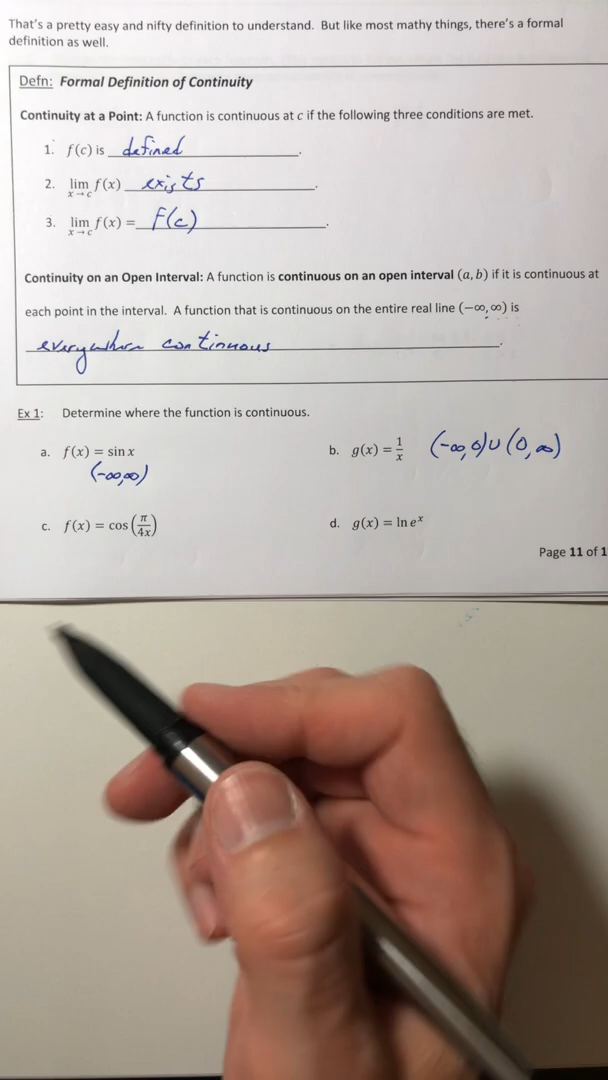 That's a pretty easy and nifty definition to understand. But like most mathy things, there's a formal
definition as well.
Defn: Formal Definition of Continuity
Continuity at a Point: A function is continuous at c if the following three conditions are met.
1. f(c) is defined.
2. lim x→c f(x) exists.
3. lim x→c f(x) = f(c).
Continuity on an Open Interval: A function is continuous on an open interval (a, b) if it is continuous at
each point in the interval. A function that is continuous on the entire real line (−∞, ∞) is
everywhere continuous.
Ex 1: Determine where the function is continuous.
a. f(x) = sin x
b. g(x) = 1/x (-∞,0)∪(0,∞)
(-∞,∞)
c. f(x) = cos(π/4x)
d. g(x) = ln eˣ
Page 11 of 1